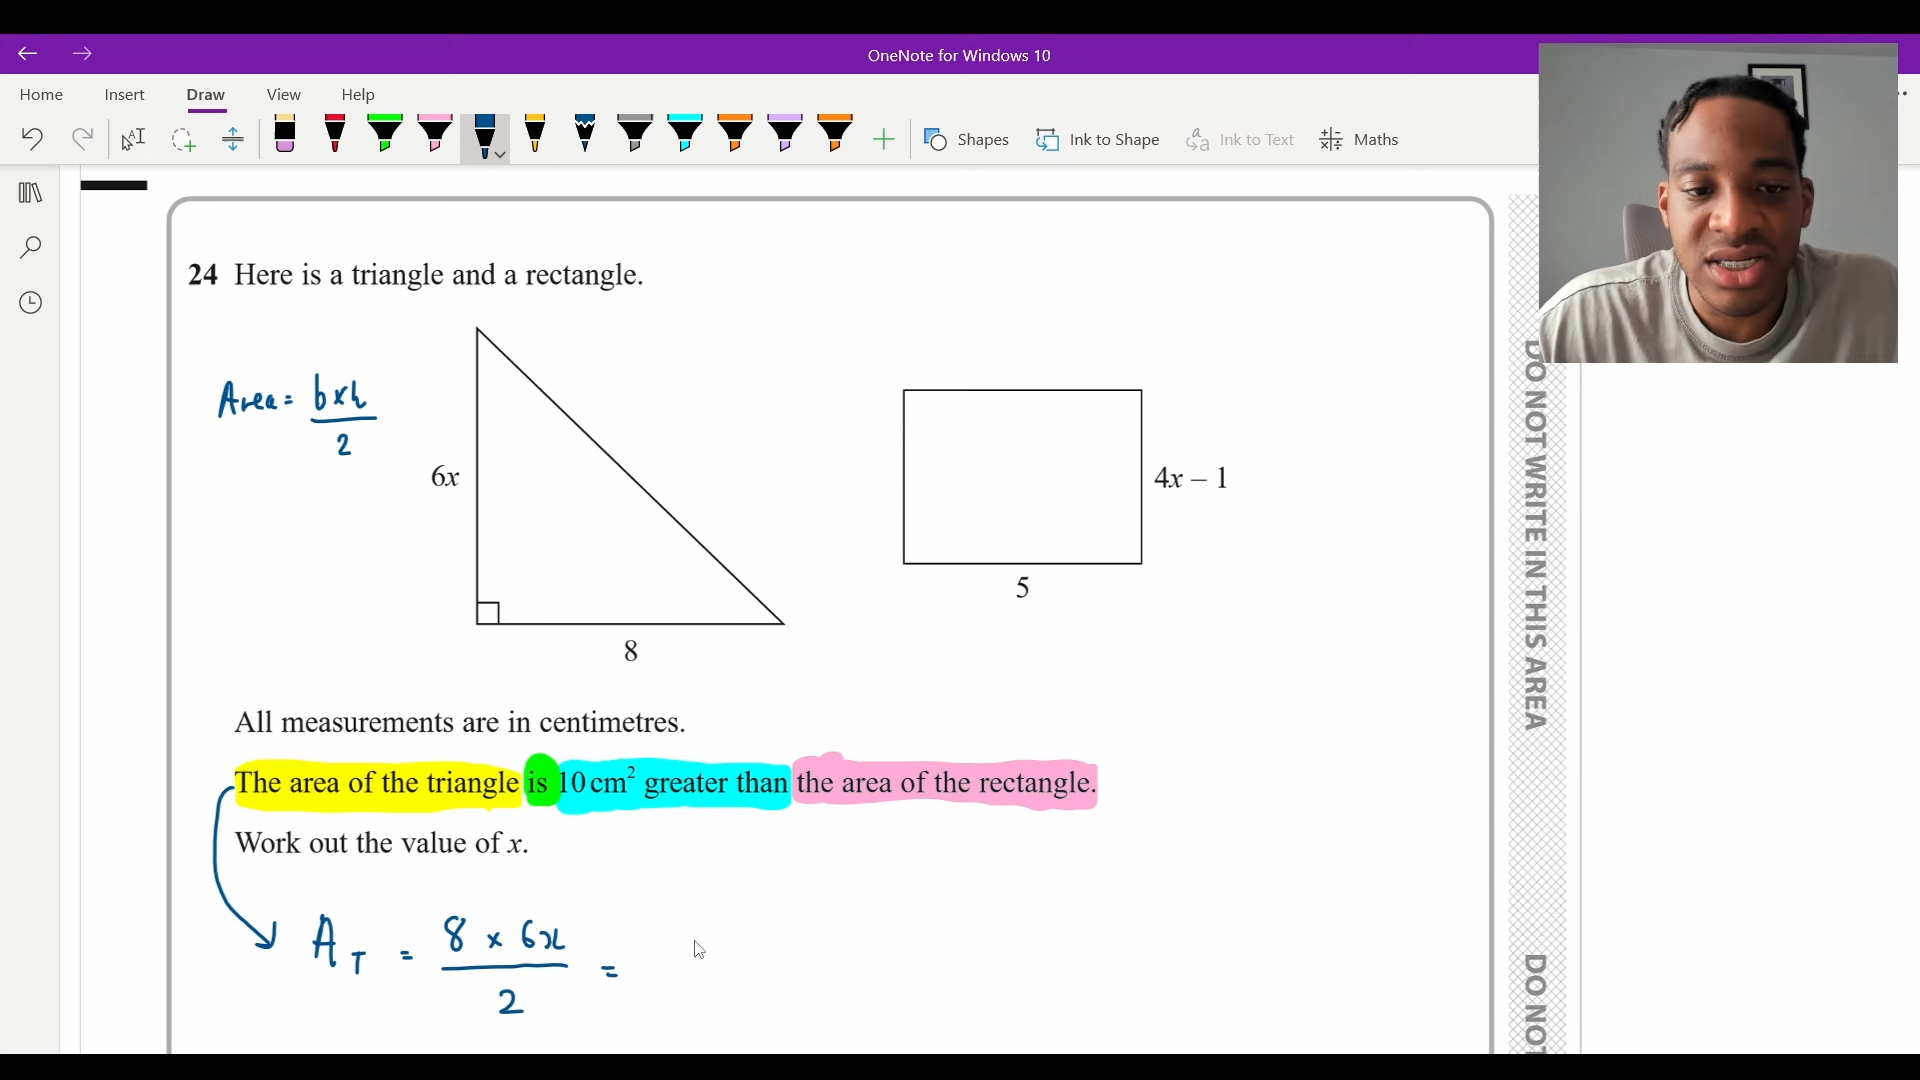 OneNote for Windows 10
Home Insert Draw View Help
Shapes Ink to Shape Ink to Text Maths
24 Here is a triangle and a rectangle.
Area = b×h
2
6x
8
4x – 1
5
All measurements are in centimetres.
The area of the triangle is 10 cm² greater than the area of the rectangle.
Work out the value of x.
A_T = 8 × 6x =
2
DO NOT WRITE IN THIS AREA
DO NOT